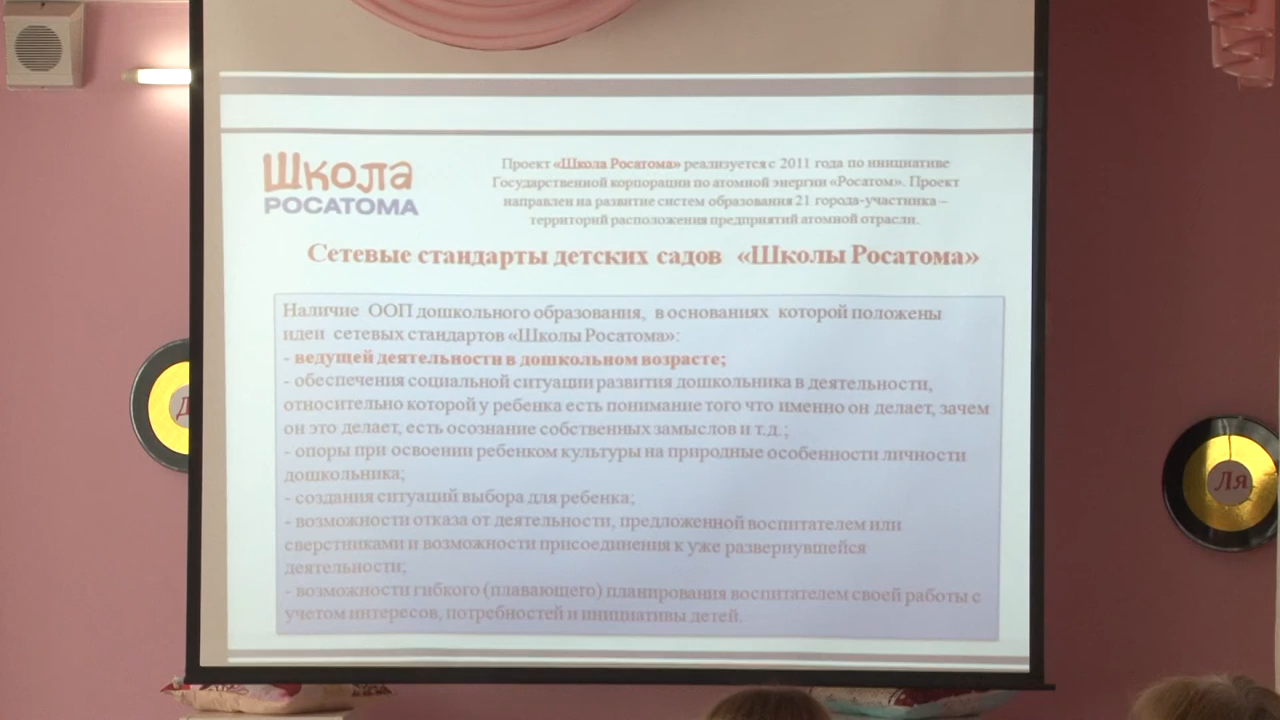 Школа
РОСАТОМА
Проект «Школа Росатома» реализуется с 2011 года по инициативе
Государственной корпорации по атомной энергии «Росатом». Проект
направлен на развитие систем образования 21 города-участника –
территорий расположения предприятий атомной отрасли.
Сетевые стандарты детских садов «Школы Росатома»
Наличие ООП дошкольного образования, в основаниях которой положены
идеи сетевых стандартов «Школы Росатома»:
- ведущей деятельности в дошкольном возрасте;
- обеспечения социальной ситуации развития дошкольника в деятельности,
относительно которой у ребенка есть понимание того что именно он делает, зачем
он это делает, есть осознание собственных замыслов и т.д.;
- опоры при освоении ребенком культуры на природные особенности личности
дошкольника;
- создания ситуаций выбора для ребенка;
- возможности отказа от деятельности, предложенной воспитателем или
сверстниками и возможности присоединения к уже развернувшейся
деятельности;
- возможности гибкого (плавающего) планирования воспитателем своей работы с
учетом интересов, потребностей и инициативы детей.
Ля